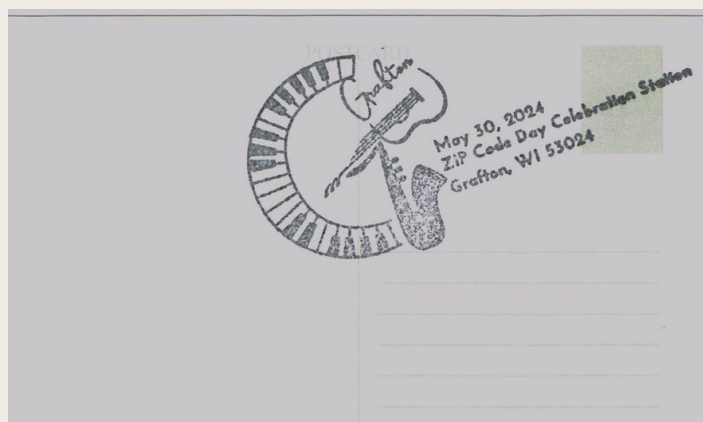 POSTCARD
Grafton
May 30, 2024
ZiP Code Day Celebration Station
Grafton, WI 53024